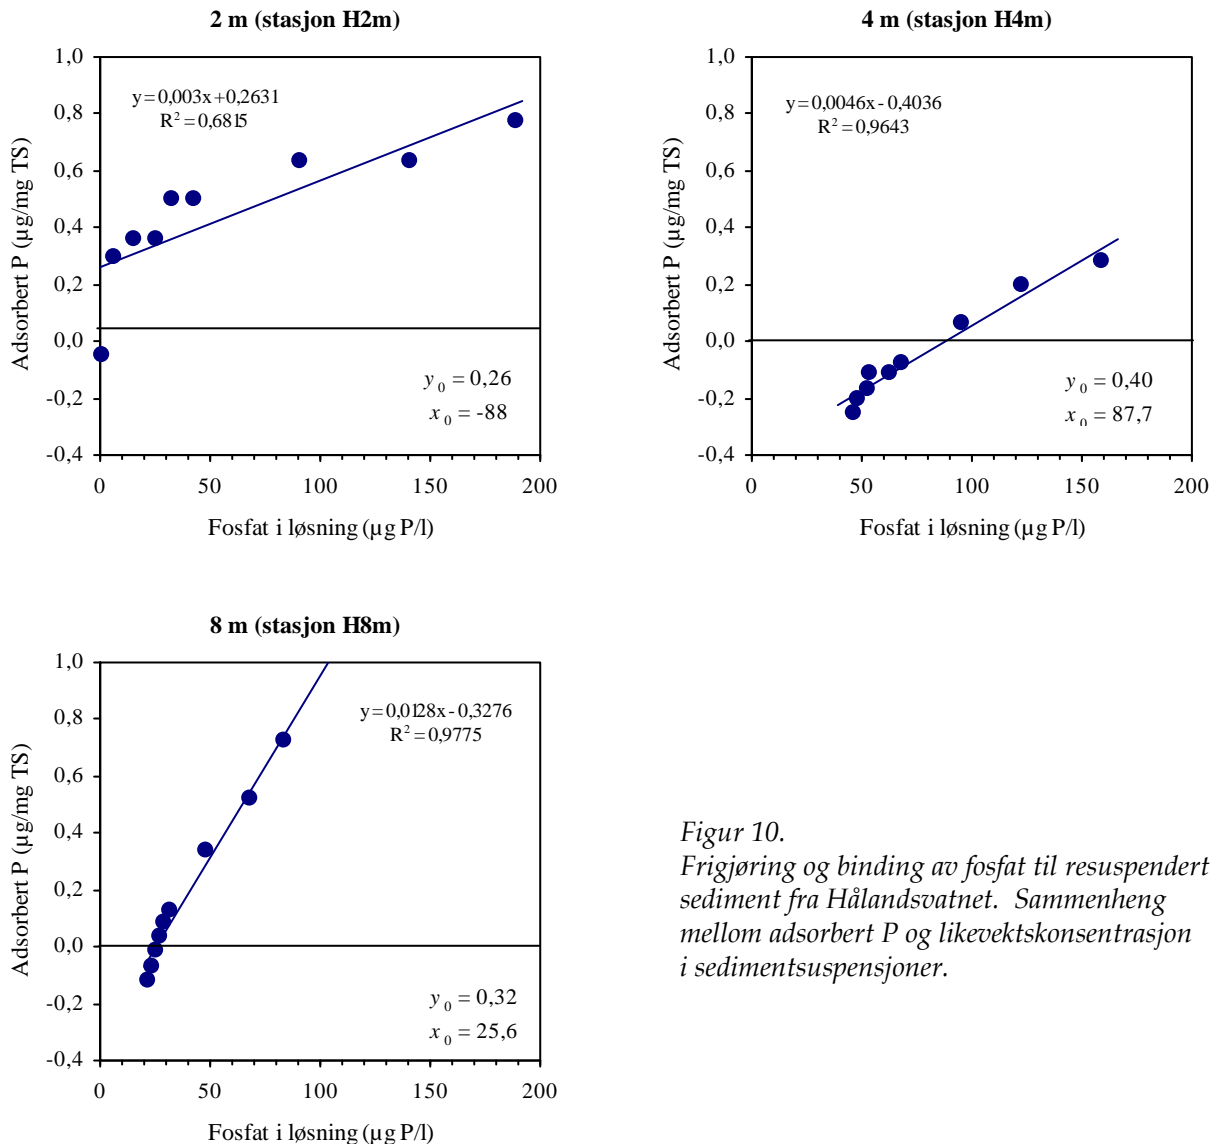 2 m (stasjon H2m)
1,0
0,8
0,6
0,4
0,2
0,0
-0,2
-0,4
Adsorbert P (µg/mg TS)
y = 0,003x + 0,2631
R² = 0,6815
y₀ = 0,26
x₀ = -88
0 50 100 150 200
Fosfat i løsning (µg P/l)
4 m (stasjon H4m)
1,0
0,8
0,6
0,4
0,2
0,0
-0,2
-0,4
Adsorbert P (µg/mg TS)
y = 0,0046x - 0,4036
R² = 0,9643
y₀ = 0,40
x₀ = 87,7
0 50 100 150 200
Fosfat i løsning (µg P/l)
8 m (stasjon H8m)
1,0
0,8
0,6
0,4
0,2
0,0
-0,2
-0,4
Adsorbert P (µg/mg TS)
y = 0,0128x - 0,3276
R² = 0,9775
y₀ = 0,32
x₀ = 25,6
0 50 100 150 200
Fosfat i løsning (µg P/l)
Figur 10.
Frigjøring og binding av fosfat til resuspendert
sediment fra Hålandsvatnet. Sammenheng
mellom adsorbert P og likevektskonsentrasjon
i sedimentsuspensjoner.